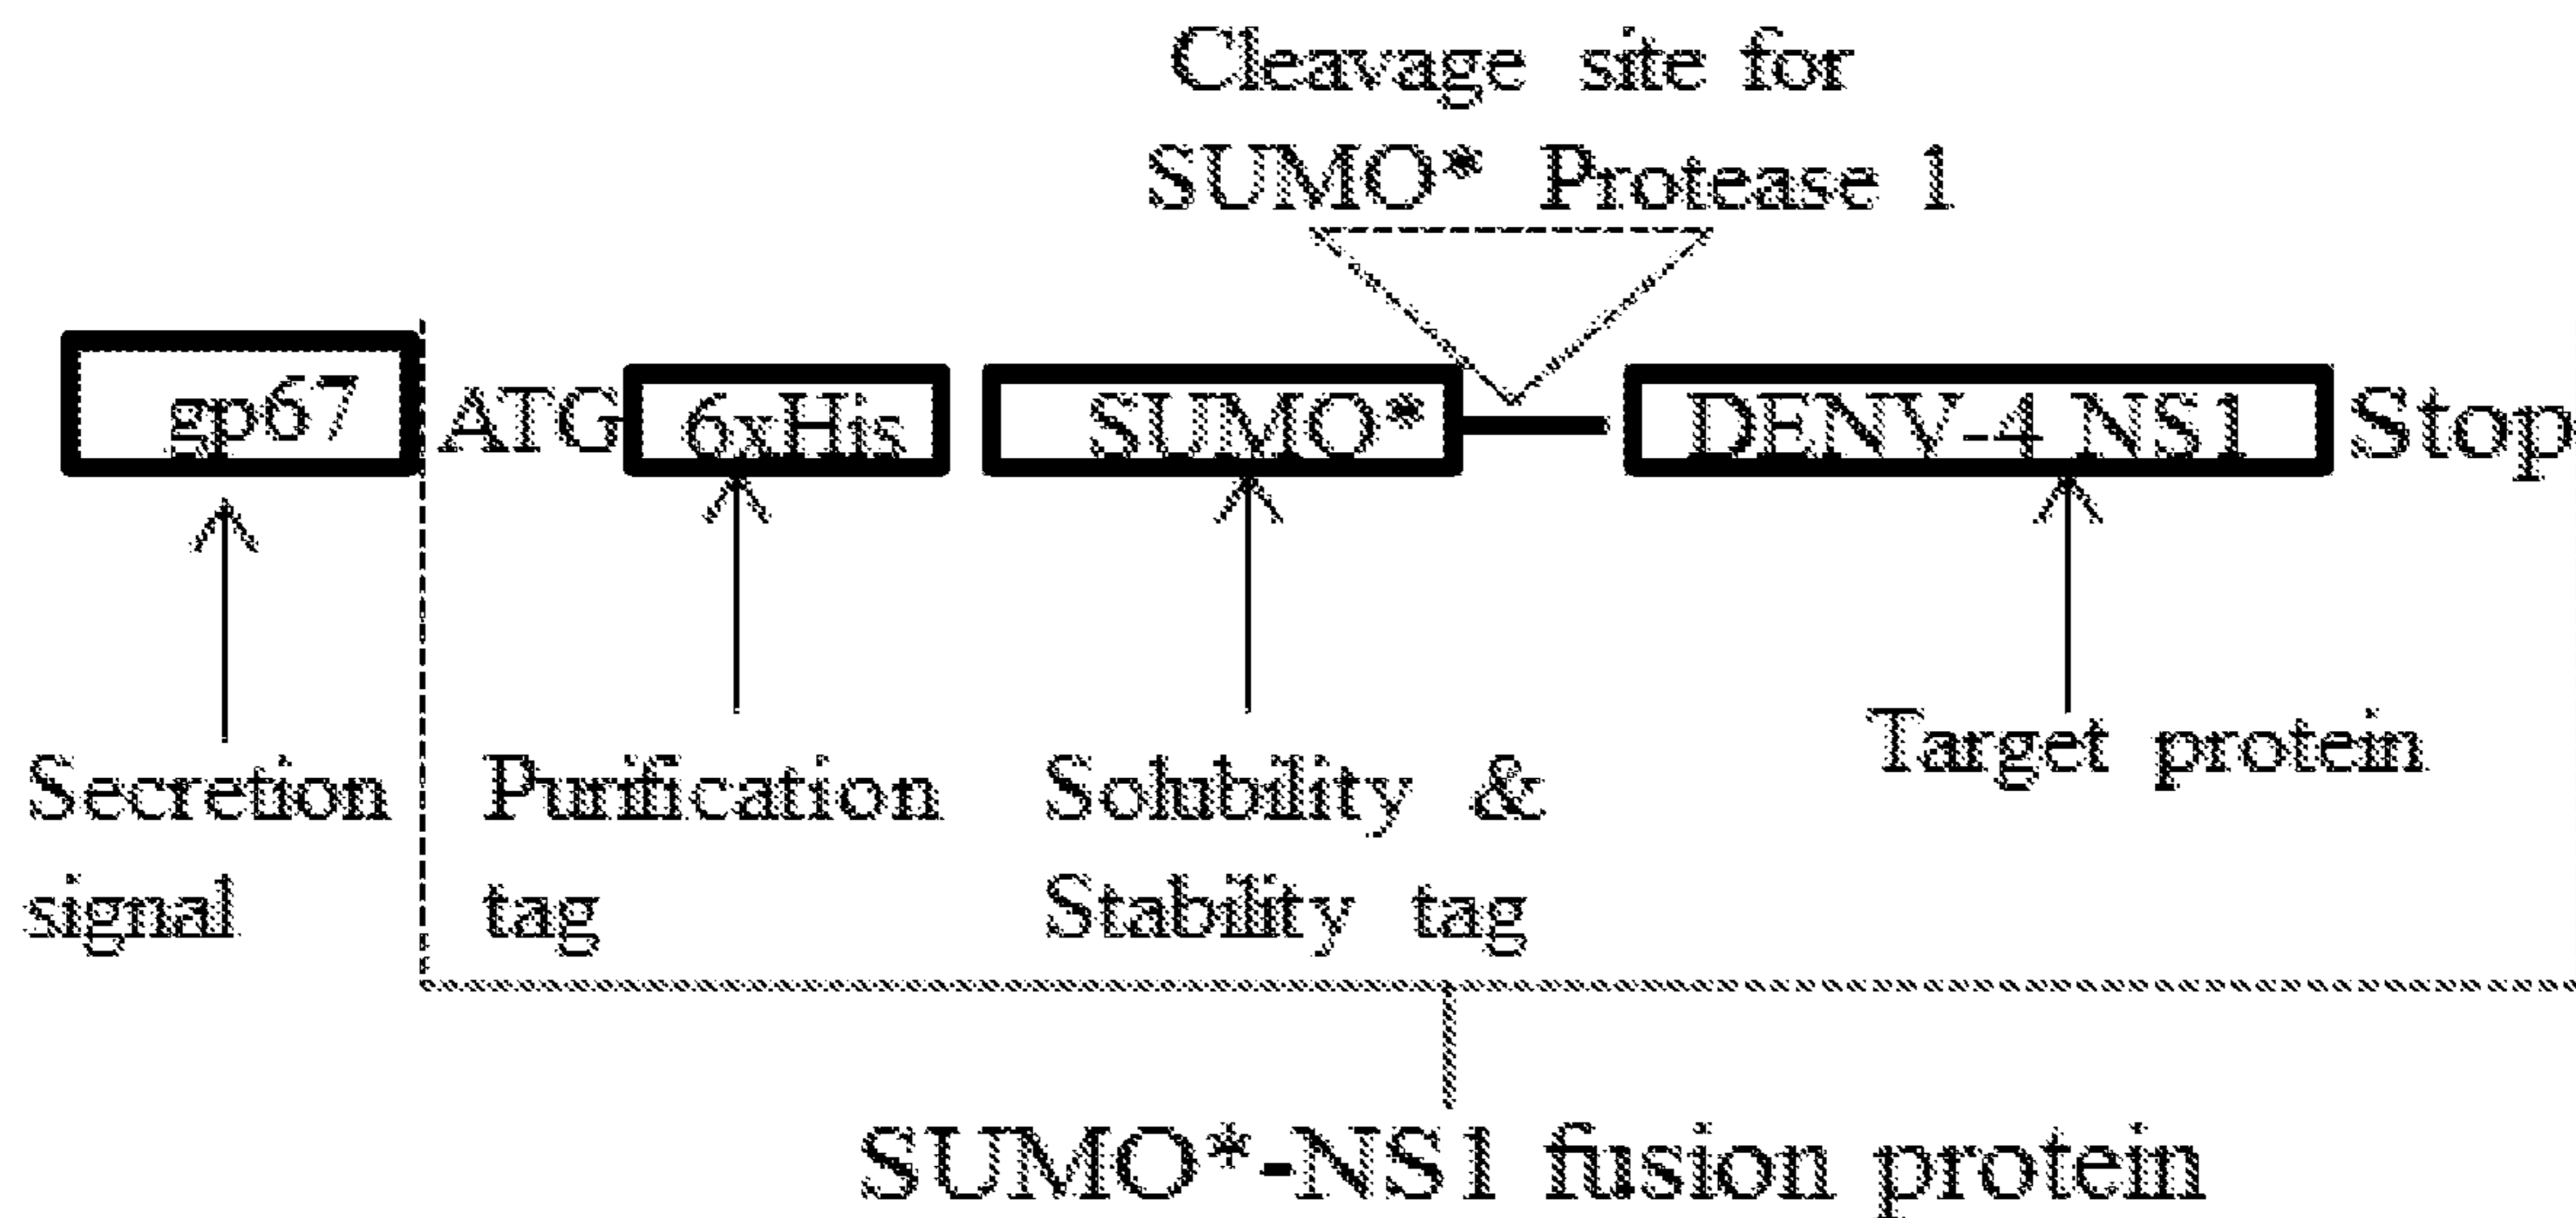 Cleavage site for
SUMO* Protease 1
gp67 ATG 6xHis SUMO* DENV-4 NS1 Stop
Secretion
signal
Purification
tag
Solubility &
Stability tag
Target protein
SUMO*-NS1 fusion protein